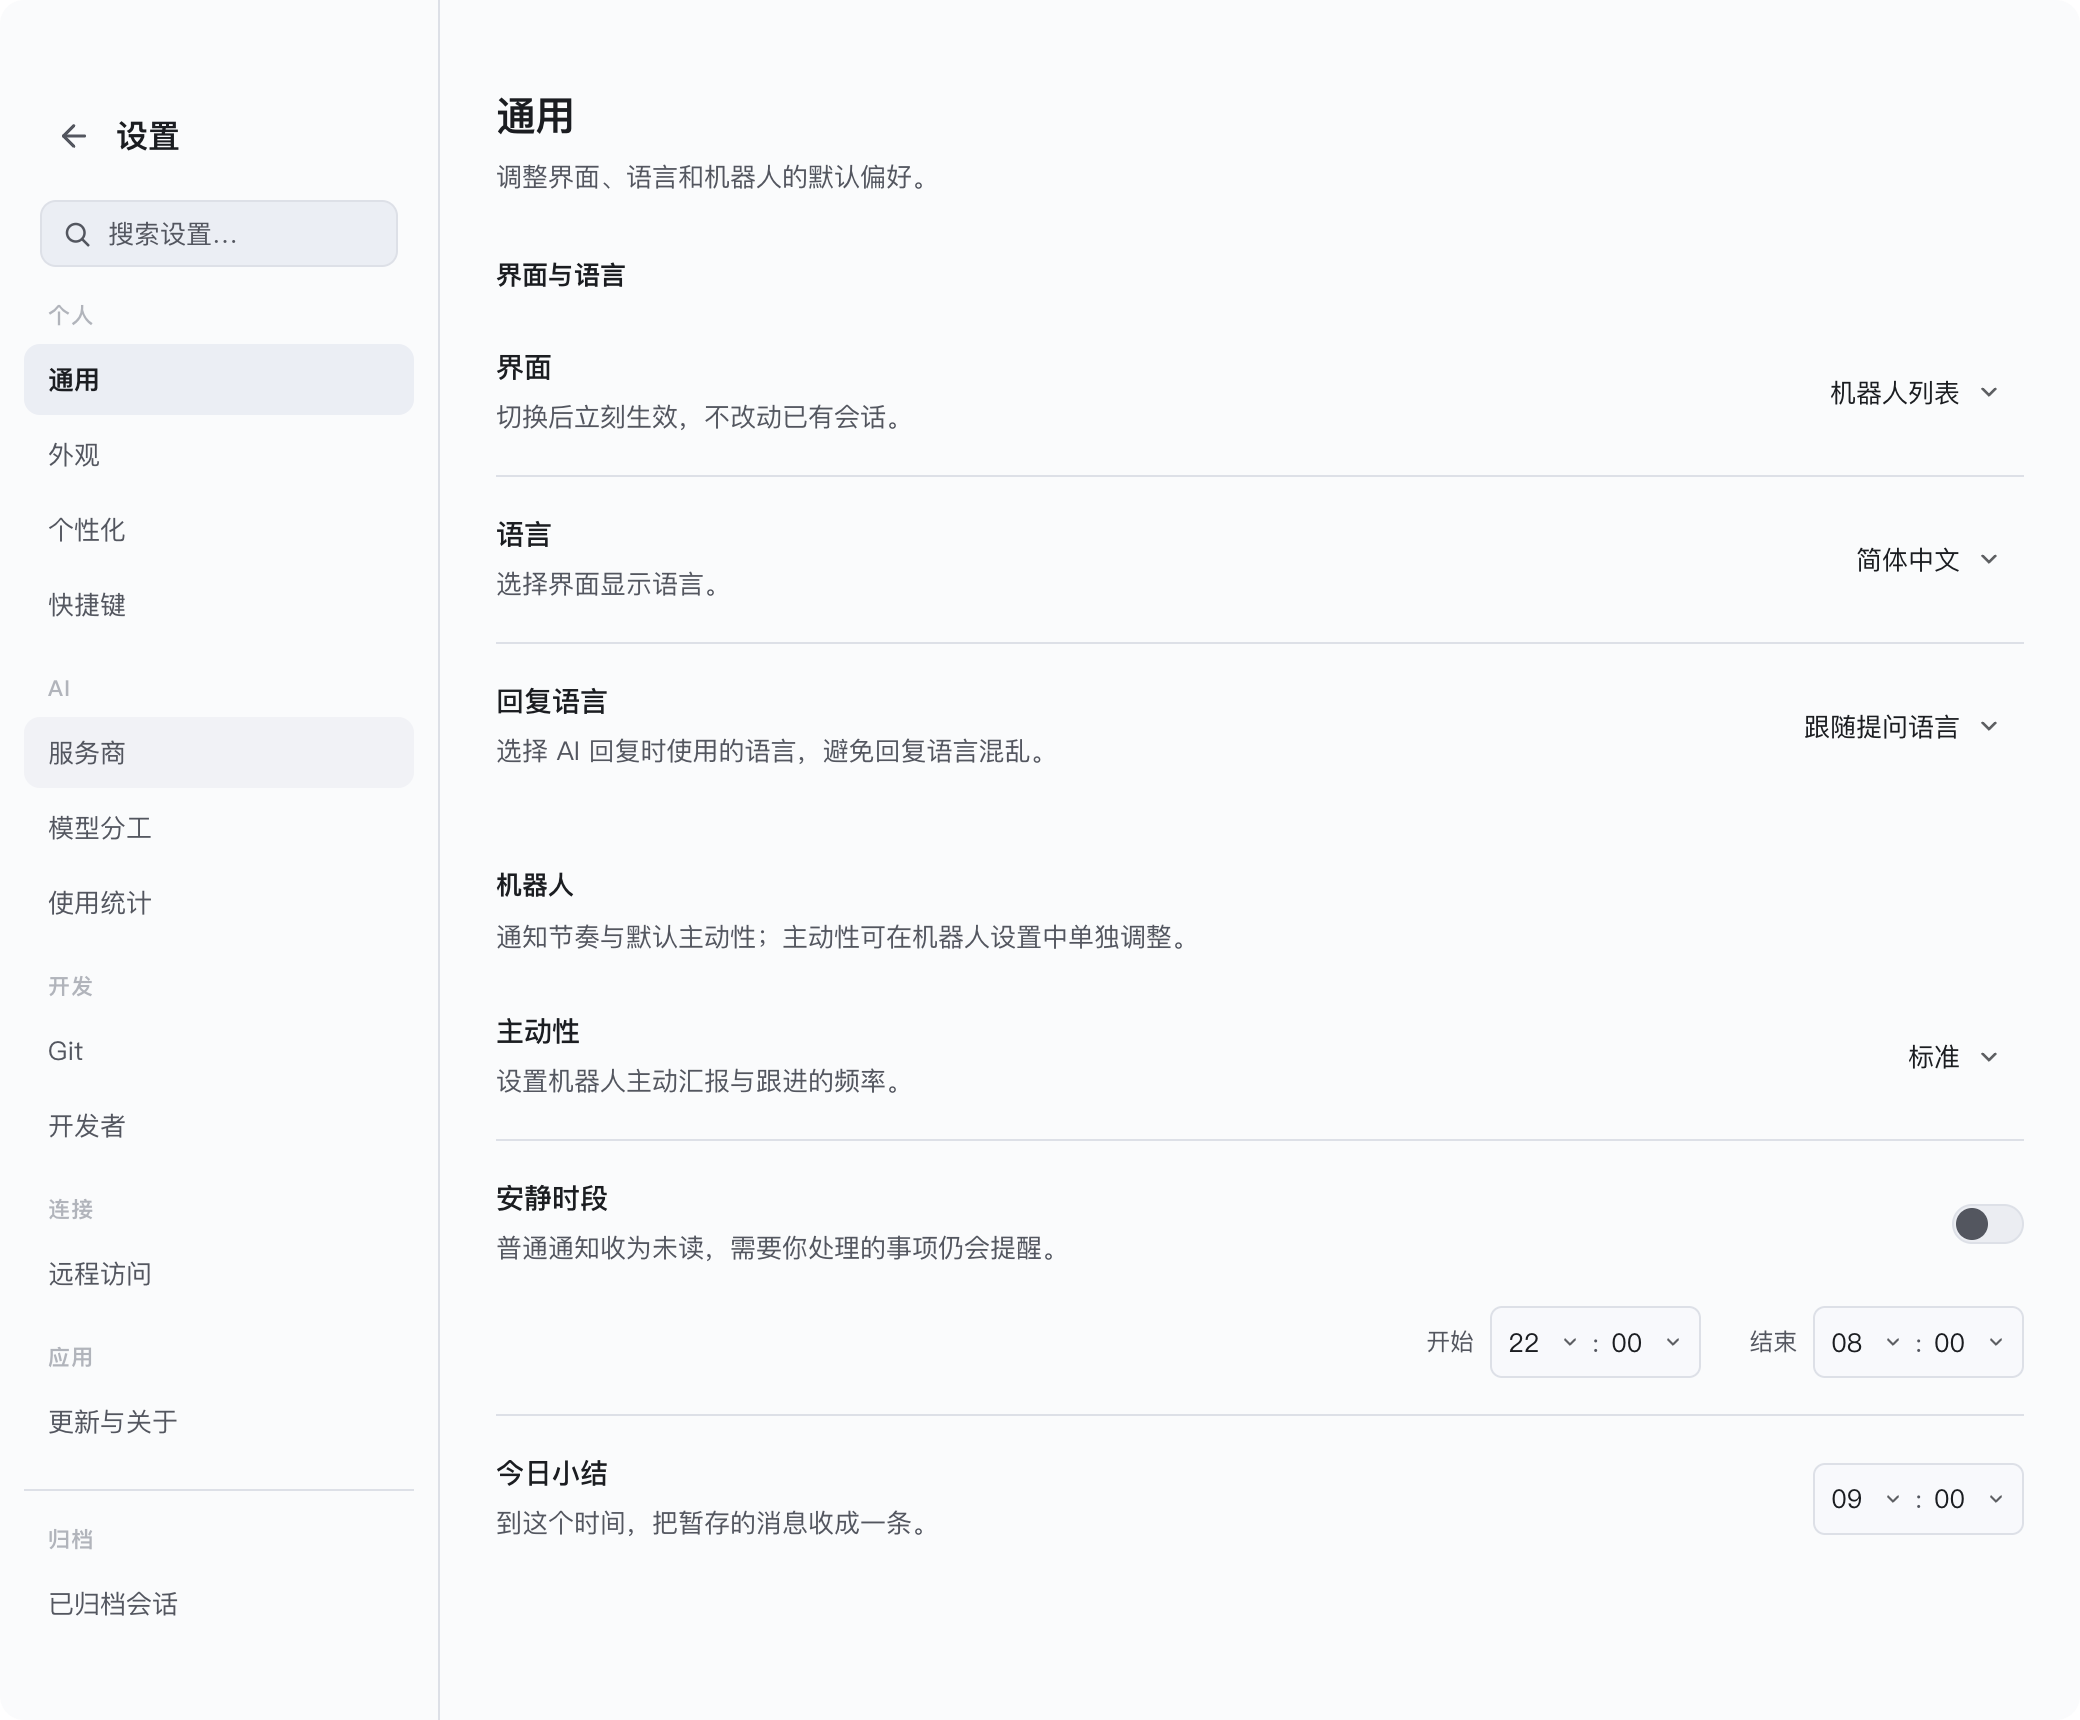 设置
搜索设置...
个人
通用
外观
个性化
快捷键
AI
服务商
模型分工
使用统计
开发
Git
开发者
连接
远程访问
应用
更新与关于
归档
已归档会话
通用
调整界面、语言和机器人的默认偏好。
界面与语言
界面
切换后立刻生效，不改动已有会话。
机器人列表
语言
选择界面显示语言。
简体中文
回复语言
选择 AI 回复时使用的语言，避免回复语言混乱。
跟随提问语言
机器人
通知节奏与默认主动性；主动性可在机器人设置中单独调整。
主动性
设置机器人主动汇报与跟进的频率。
标准
安静时段
普通通知收为未读，需要你处理的事项仍会提醒。
开始 22 : 00 结束 08 : 00
今日小结
到这个时间，把暂存的消息收成一条。
09 : 00